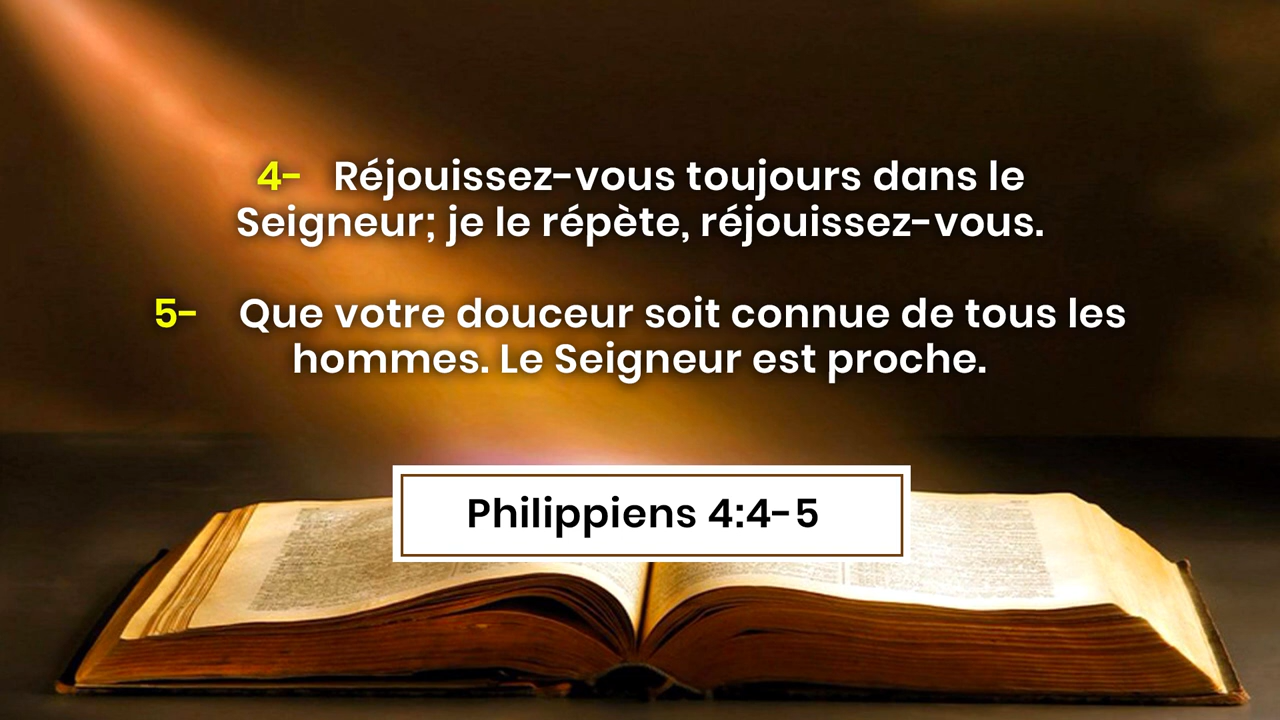 4- Réjouissez-vous toujours dans le
Seigneur; je le répète, réjouissez-vous.
5- Que votre douceur soit connue de tous les
hommes. Le Seigneur est proche.
Philippiens 4:4-5